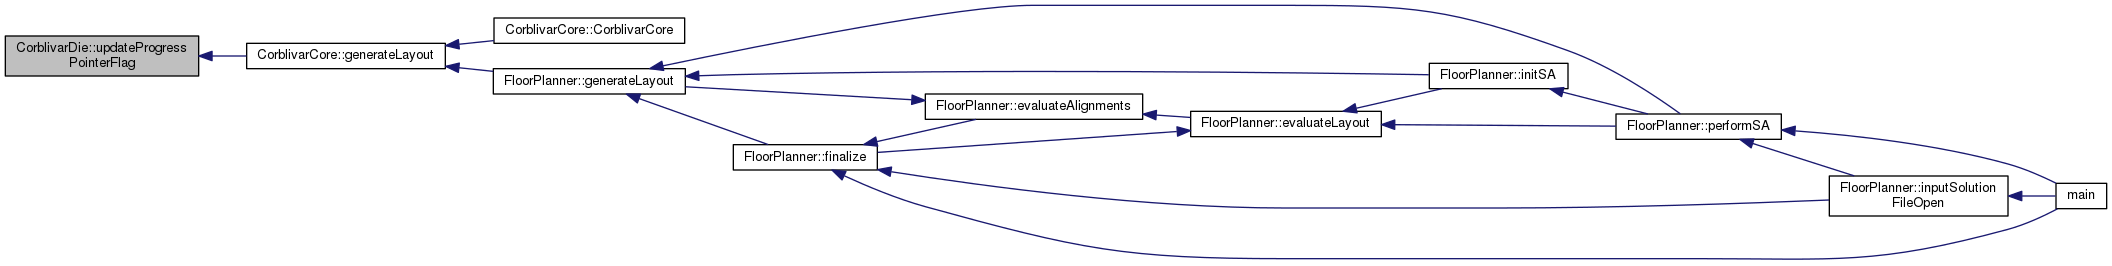 CorblivarDie::updateProgress
PointerFlag
CorblivarCore::generateLayout
CorblivarCore::CorblivarCore
FloorPlanner::generateLayout
FloorPlanner::finalize
FloorPlanner::evaluateAlignments
FloorPlanner::evaluateLayout
FloorPlanner::initSA
FloorPlanner::performSA
FloorPlanner::inputSolution
FileOpen
main